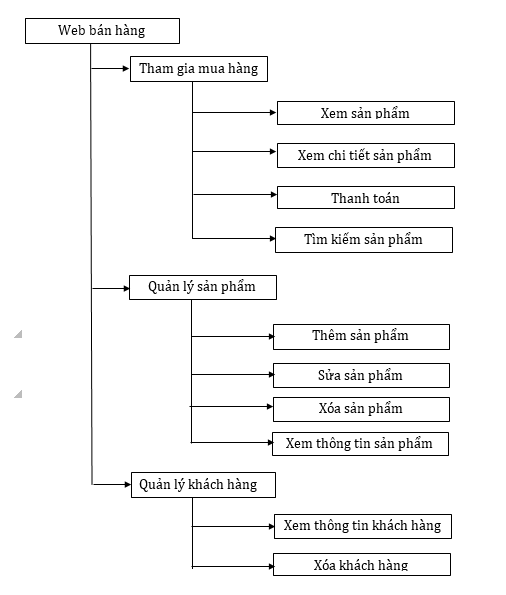 Web bán hàng
Tham gia mua hàng
Xem sản phẩm
Xem chi tiết sản phẩm
Thanh toán
Tìm kiếm sản phẩm
Quản lý sản phẩm
Thêm sản phẩm
Sửa sản phẩm
Xóa sản phẩm
Xem thông tin sản phẩm
Quản lý khách hàng
Xem thông tin khách hàng
Xóa khách hàng